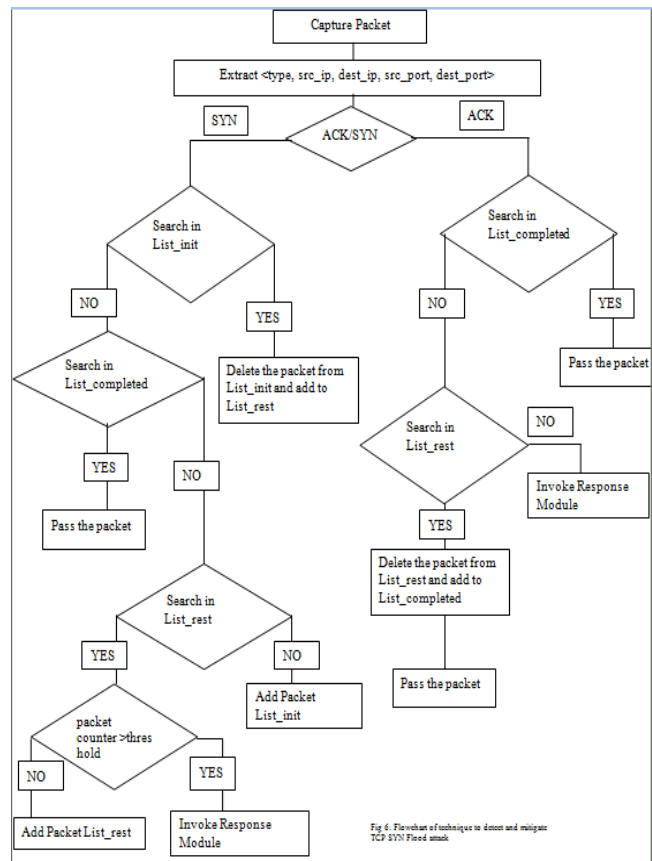 Capture Packet
Extract <type, src_ip, dest_ip, src_port, dest_port>
SYN
ACK
ACK/SYN
Search in
List_init
Search in
List_completed
NO
YES
NO
YES
Search in
List_completed
Delete the packet from
List_init and add to
List_rest
Pass the packet
Search in
List_rest
NO
YES
NO
Invoke Response
Module
Pass the packet
YES
Delete the packet from
List_rest and add to
List_completed
Search in
List_rest
YES
NO
Pass the packet
Add Packet
List_init
packet
counter>thres
hold
NO
YES
Add Packet List_rest
Invoke Response
Module
Fig 6: Flowchart of technique to detect and mitigate
TCP SYN Flood attack